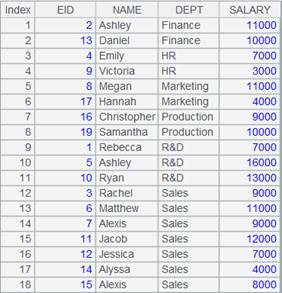 Index EID NAME DEPT SALARY
1 2 Ashley Finance 11000
2 13 Daniel Finance 10000
3 4 Emily HR 7000
4 9 Victoria HR 3000
5 8 Megan Marketing 11000
6 17 Hannah Marketing 4000
7 16 Christopher Production 9000
8 19 Samantha Production 10000
9 1 Rebecca R&D 7000
10 5 Ashley R&D 16000
11 10 Ryan R&D 13000
12 3 Rachel Sales 9000
13 6 Matthew Sales 11000
14 7 Alexis Sales 9000
15 11 Jacob Sales 12000
16 12 Jessica Sales 7000
17 14 Alyssa Sales 4000
18 15 Alexis Sales 8000